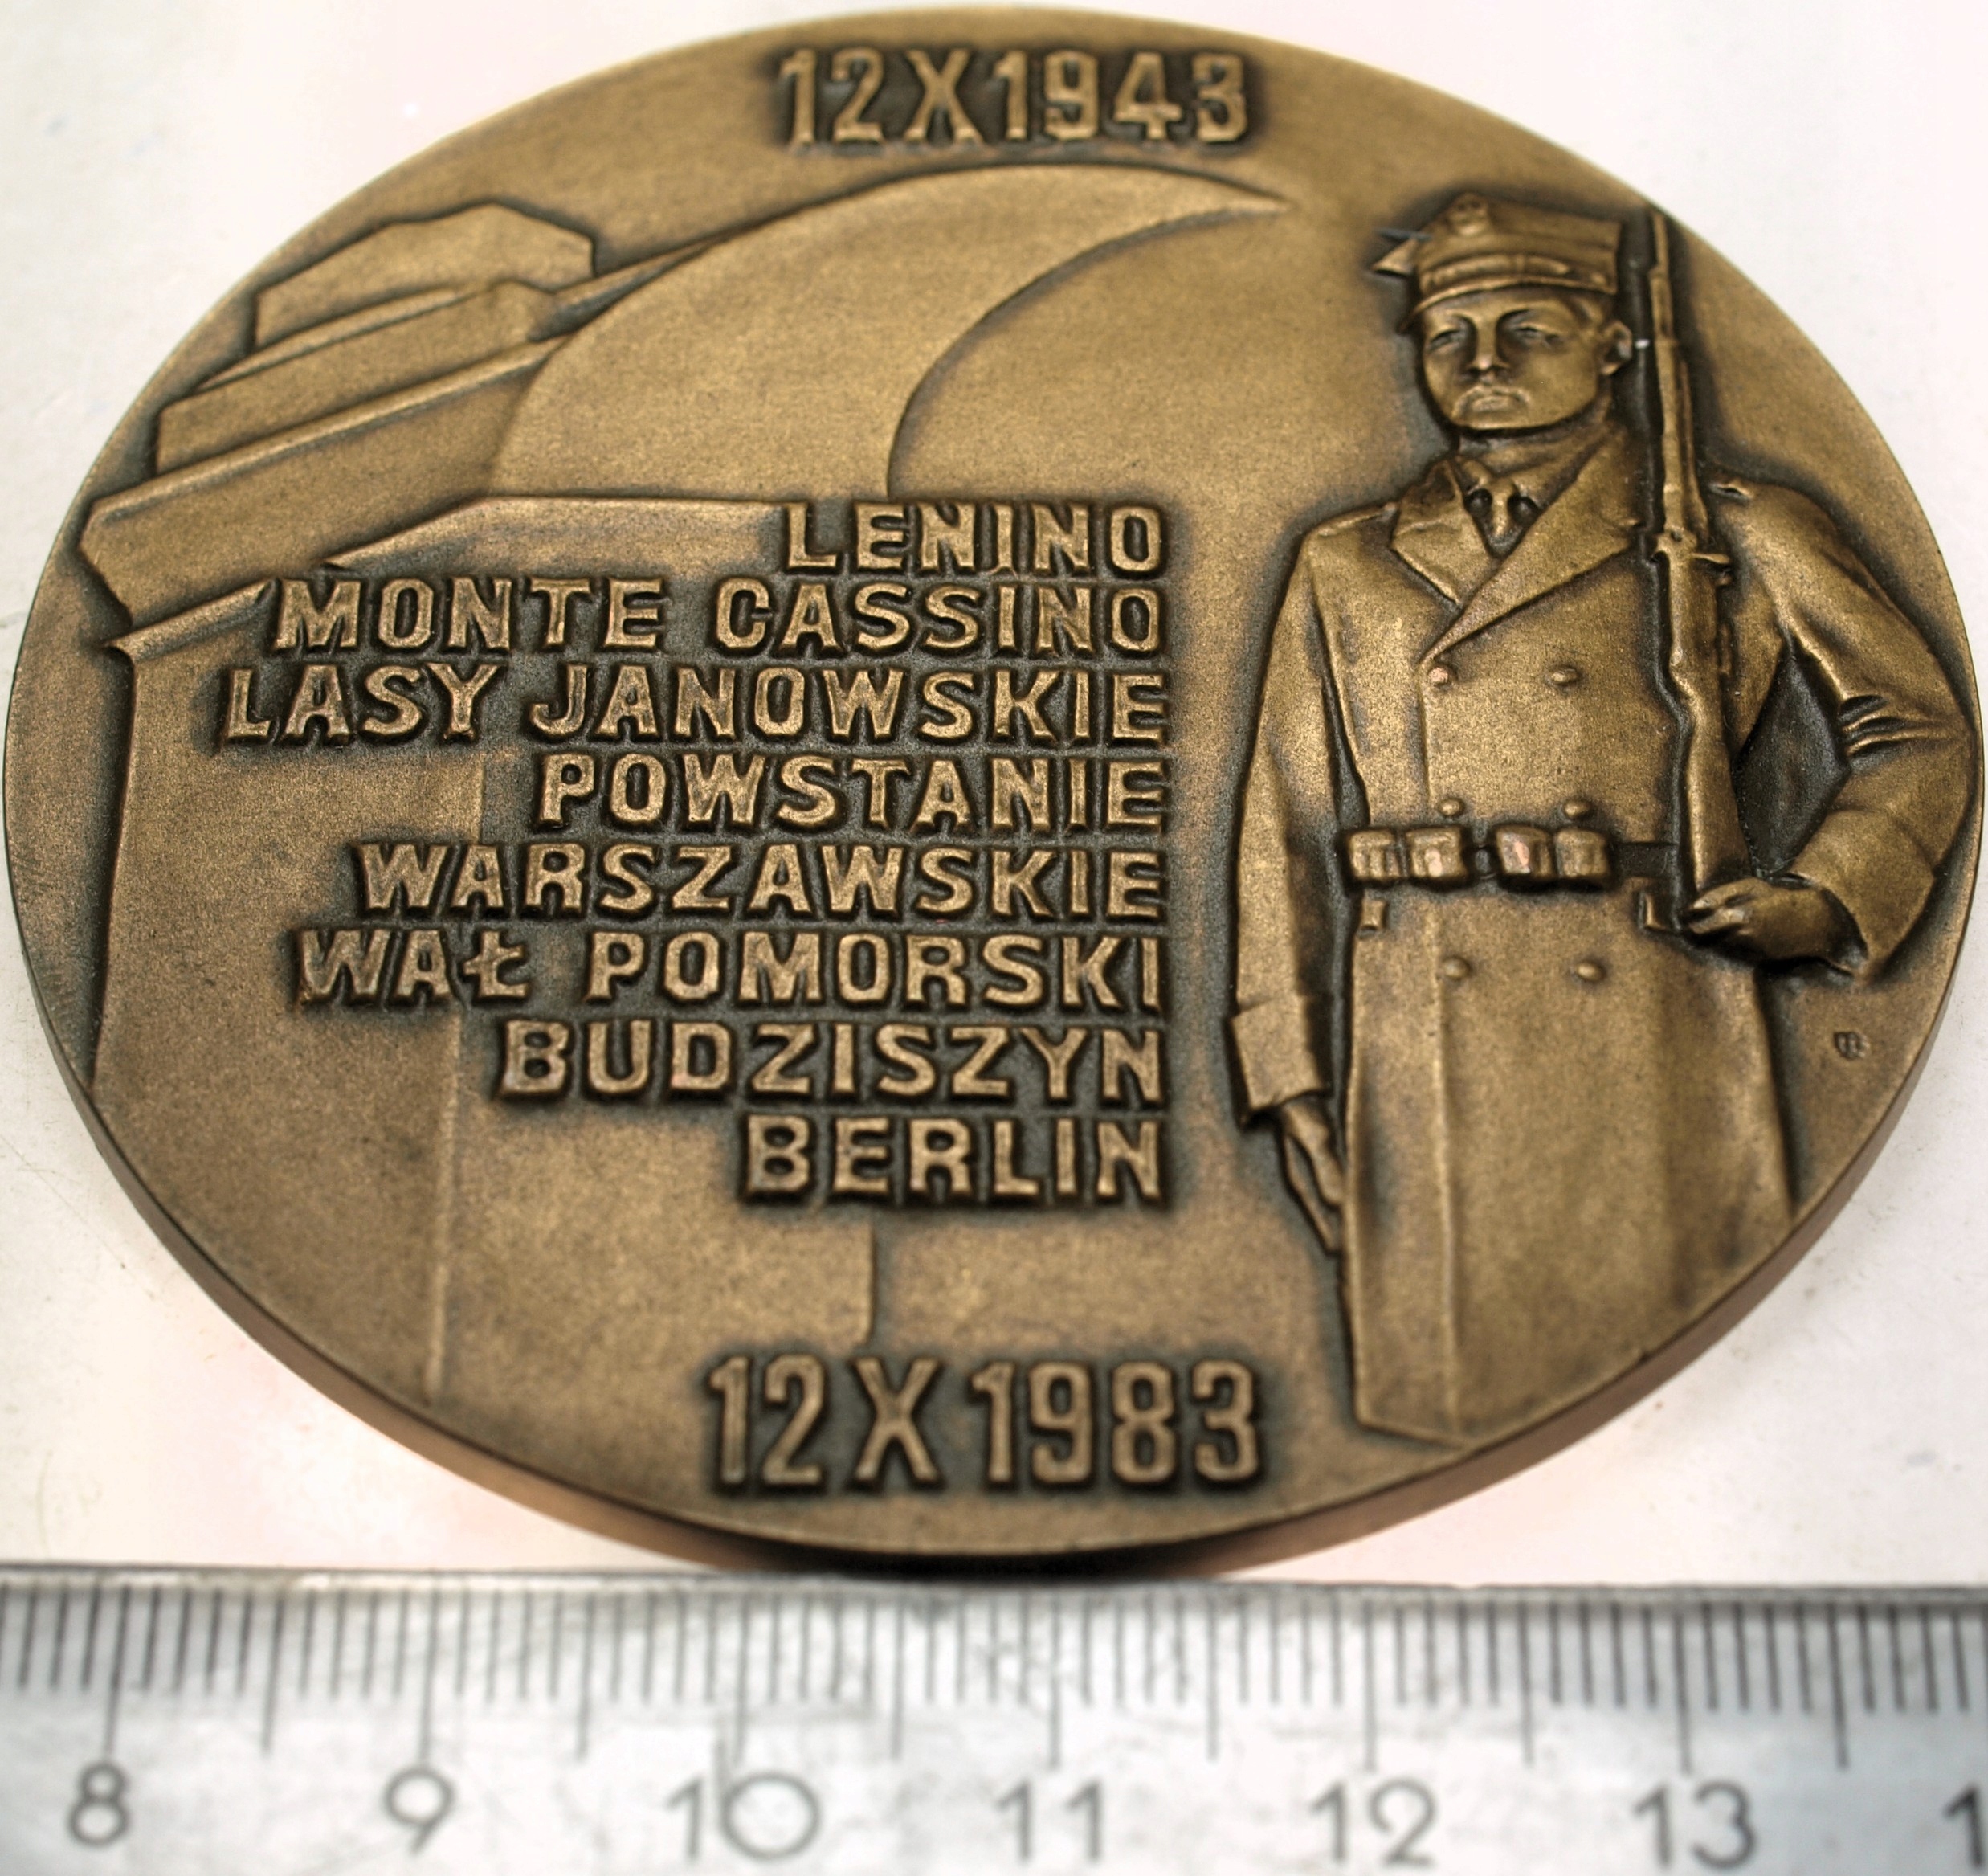 12 X 1943
LENINO
MONTE CASSINO
LASY JANOWSKIE
POWSTANIE
WARSZAWSKIE
WAŁ POMORSKI
BUDZISZYN
BERLIN
12 X 1983
8 9 10 11 12 13